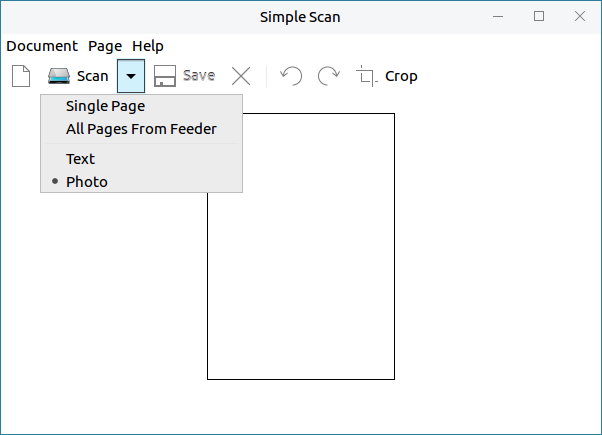 Simple Scan
Document Page Help
Scan Save Crop
Single Page
All Pages From Feeder
Text
Photo